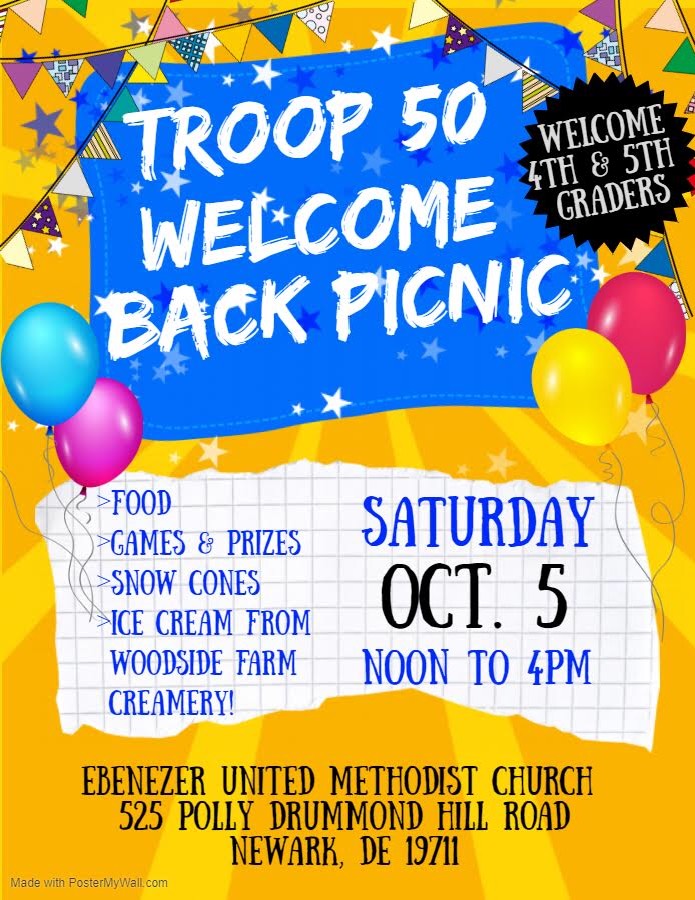 TROOP 50
WELCOME
BACK PICNIC
WELCOME
4TH & 5TH
GRADERS
>FOOD
>GAMES & PRIZES
>SNOW CONES
>ICE CREAM FROM
WOODSIDE FARM
CREAMERY!
SATURDAY
OCT. 5
NOON TO 4PM
EBENEZER UNITED METHODIST CHURCH
525 POLLY DRUMMOND HILL ROAD
NEWARK, DE 19711
Made with PosterMyWall.com